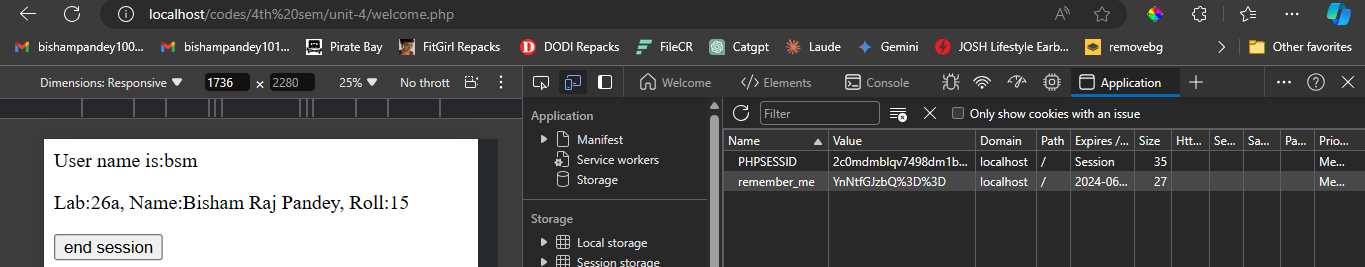 localhost/codes/4th%20sem/unit-4/welcome.php
bishampandey100... bishampandey101... Pirate Bay FitGirl Repacks DODI Repacks FileCR Catgpt Laude Gemini JOSH Lifestyle Earb... removebg Other favorites
Dimensions: Responsive 1736 × 2280 25% No thrott Welcome Elements Console Application
Filter Only show cookies with an issue
Application
Manifest
Service workers
Storage
Storage
Local storage
Session storage
Name Value Domain Path Expires /... Size Htt... Se... Sa... Pa... Prio...
PHPSESSID 2c0mdmblqv7498dm1b... localhost / Session 35 Me...
remember_me YnNtfGJzbQ%3D%3D localhost / 2024-06... 27 Me...
User name is:bsm
Lab:26a, Name:Bisham Raj Pandey, Roll:15
end session